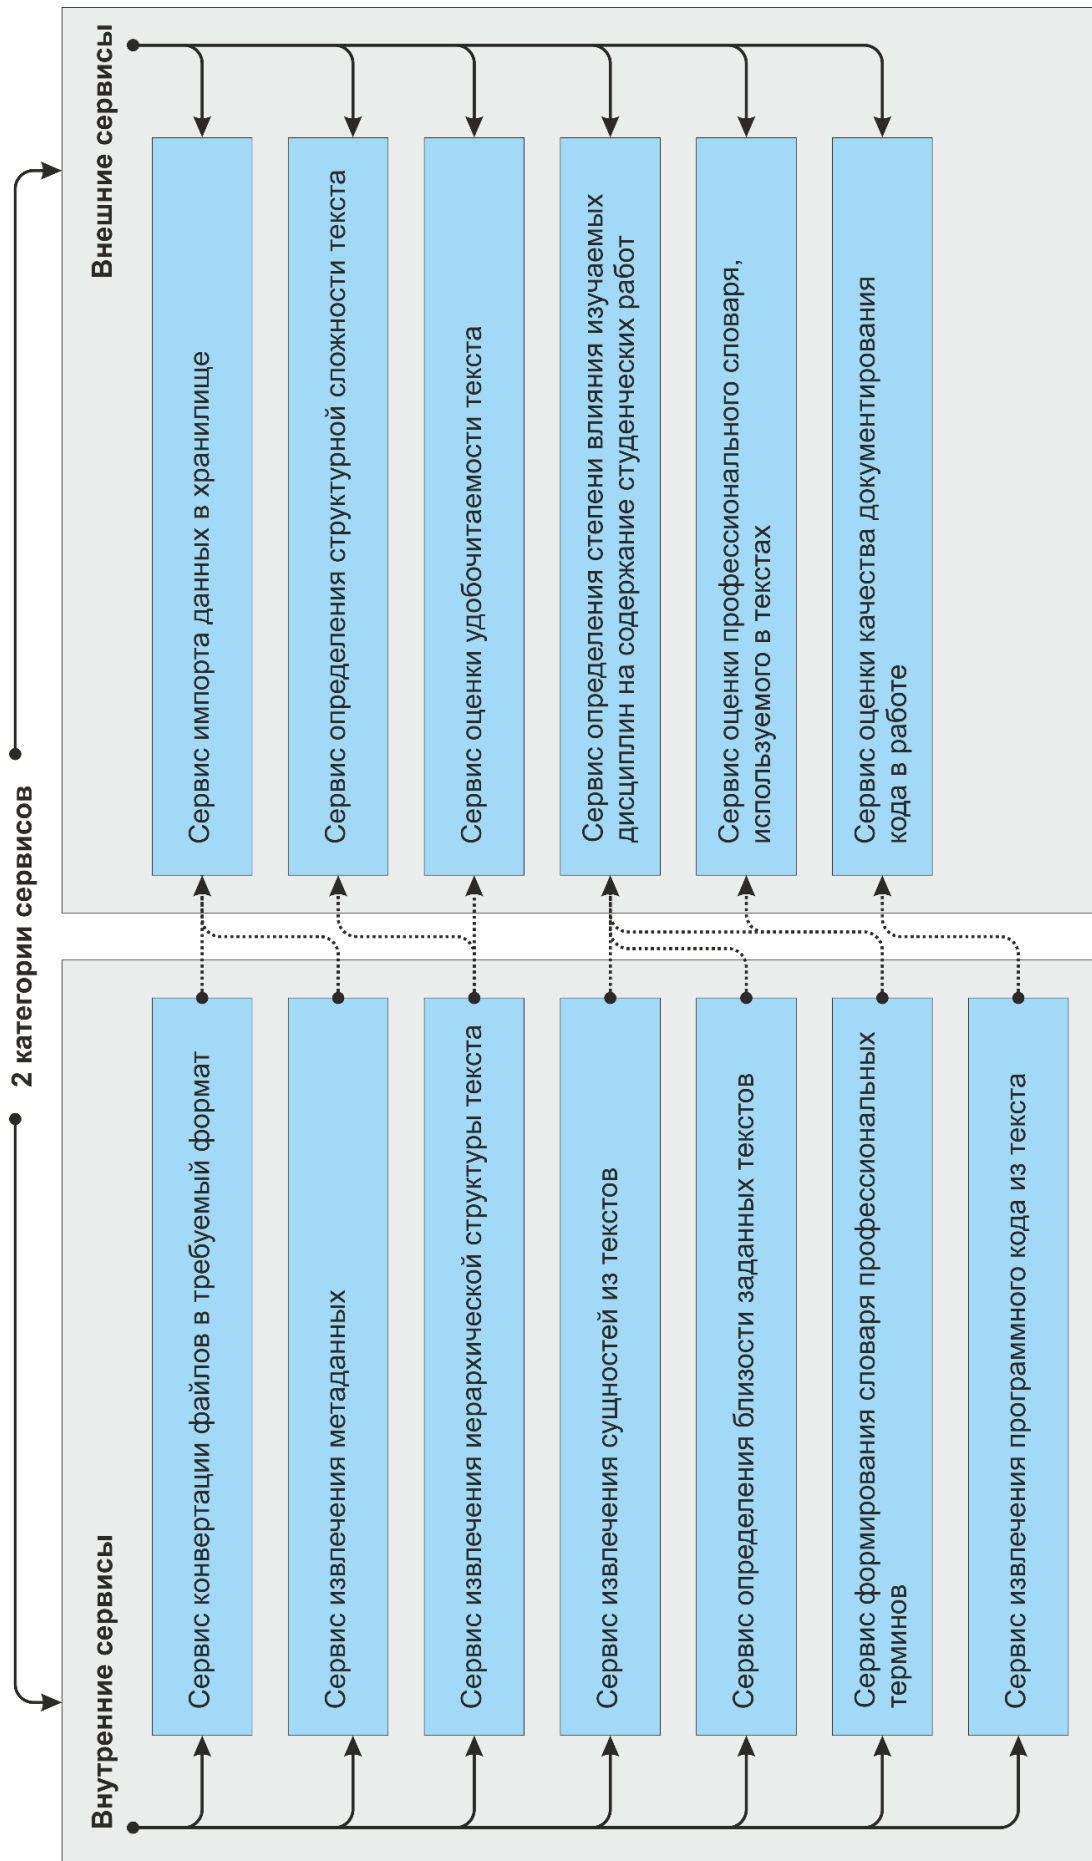 2 категории сервисов
Внутренние сервисы
Сервис конвертации файлов в требуемый формат
Сервис извлечения метаданных
Сервис извлечения иерархической структуры текста
Сервис извлечения сущностей из текстов
Сервис определения близости заданных текстов
Сервис формирования словаря профессиональных
терминов
Сервис извлечения программного кода из текста
Внешние сервисы
Сервис импорта данных в хранилище
Сервис определения структурной сложности текста
Сервис оценки удобочитаемости текста
Сервис определения степени влияния изучаемых
дисциплин на содержание студенческих работ
Сервис оценки профессионального словаря,
используемого в текстах
Сервис оценки качества документирования
кода в работе